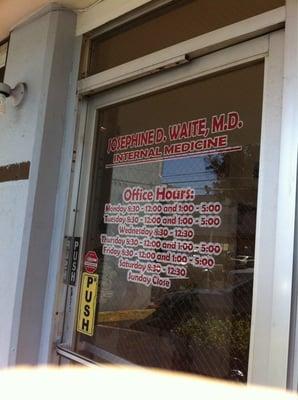 JOSEPHINE D. WAITE, M.D.
INTERNAL MEDICINE
Office Hours:
Monday 8:30 - 12:00 and 1:00 - 5:00
Tuesday 8:30 - 12:00 and 1:00 - 5:00
Wednesday 8:30 - 12:30
Thursday 8:30 - 12:00 and 1:00 - 5:00
Friday 8:30 - 12:00 and 1:00 - 5:00
Saturday 8:30 - 12:30
Sunday Close
PUSH
PUSH